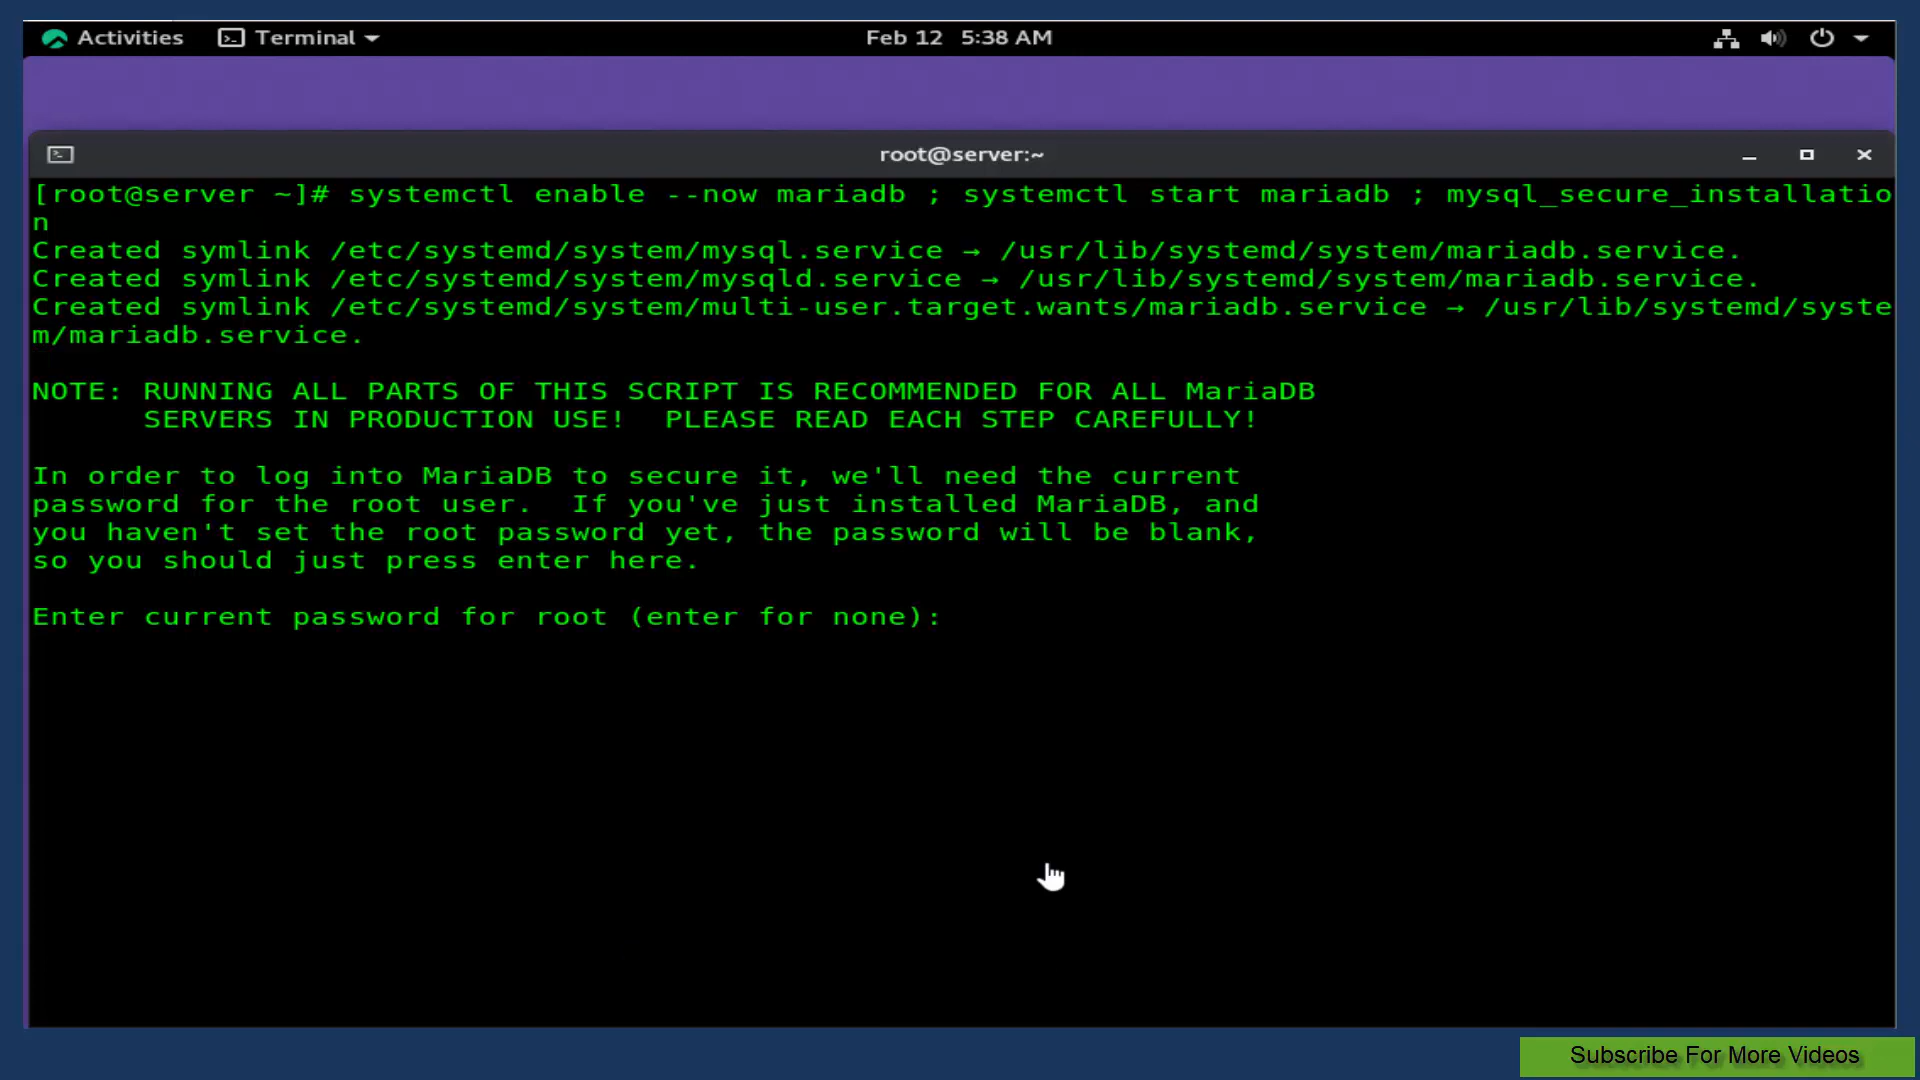 Activities Terminal Feb 12 5:38 AM
root@server:~
[root@server ~]# systemctl enable --now mariadb ; systemctl start mariadb ; mysql_secure_installatio
n
Created symlink /etc/systemd/system/mysql.service → /usr/lib/systemd/system/mariadb.service.
Created symlink /etc/systemd/system/mysqld.service → /usr/lib/systemd/system/mariadb.service.
Created symlink /etc/systemd/system/multi-user.target.wants/mariadb.service → /usr/lib/systemd/syste
m/mariadb.service.
NOTE: RUNNING ALL PARTS OF THIS SCRIPT IS RECOMMENDED FOR ALL MariaDB
SERVERS IN PRODUCTION USE!  PLEASE READ EACH STEP CAREFULLY!
In order to log into MariaDB to secure it, we'll need the current
password for the root user.  If you've just installed MariaDB, and
you haven't set the root password yet, the password will be blank,
so you should just press enter here.
Enter current password for root (enter for none):
Subscribe For More Videos